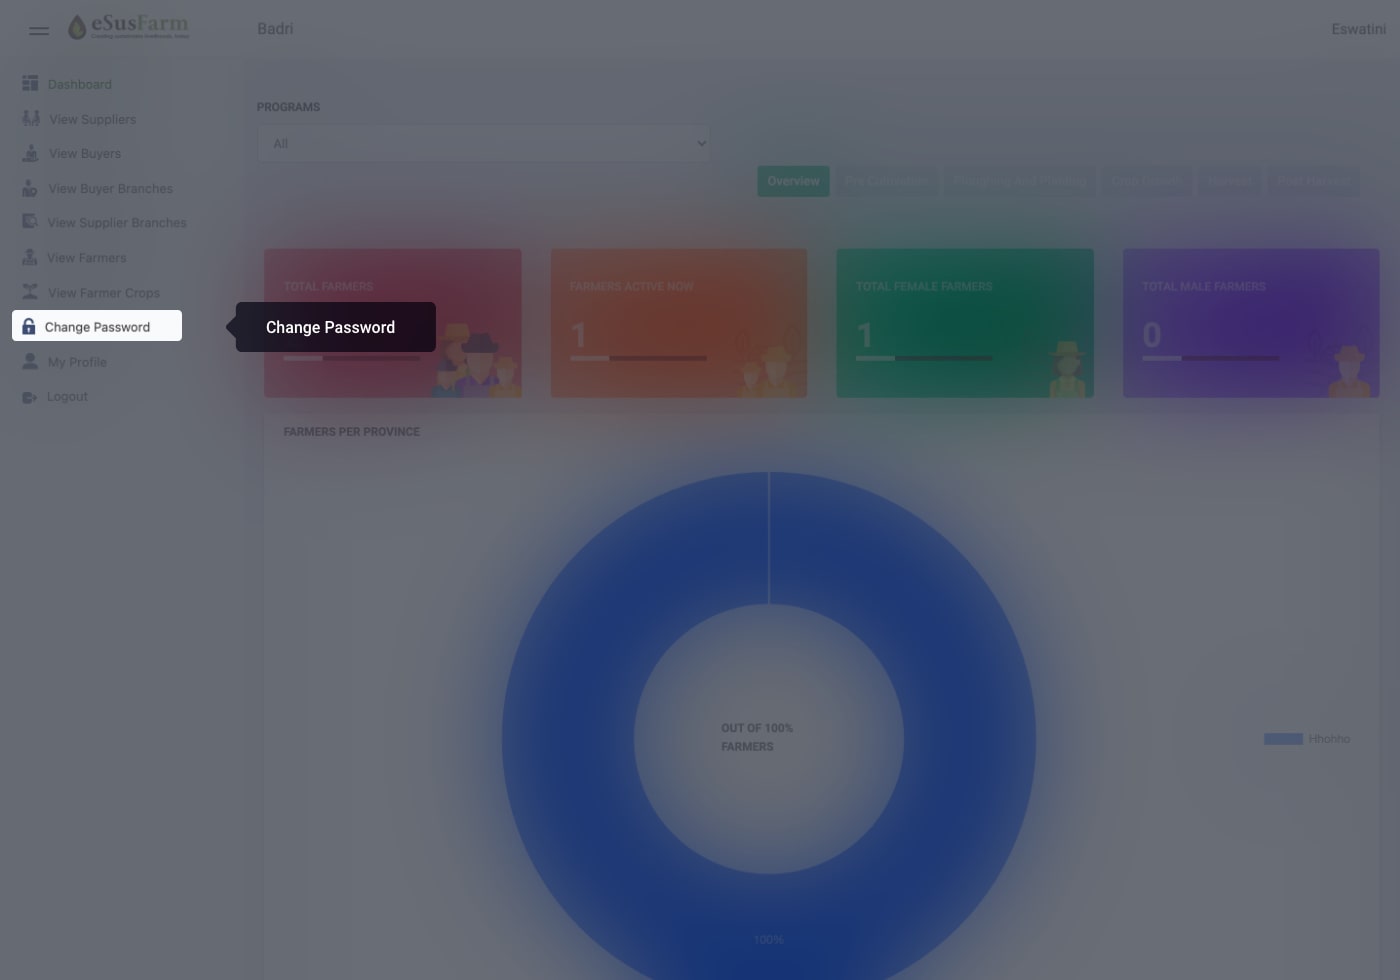 eSusFarm
Badri
Eswatini
Dashboard
View Suppliers
View Buyers
View Buyer Branches
View Supplier Branches
View Farmers
View Farmer Crops
Change Password
My Profile
Logout
PROGRAMS
All
Overview
Pre Cultivation
Ploughing And Planting
Crop Growth
Harvest
Post Harvest
TOTAL FARMERS
FARMERS ACTIVE NOW
1
TOTAL FEMALE FARMERS
1
TOTAL MALE FARMERS
0
Change Password
FARMERS PER PROVINCE
OUT OF 100%
FARMERS
Hhohho
100%